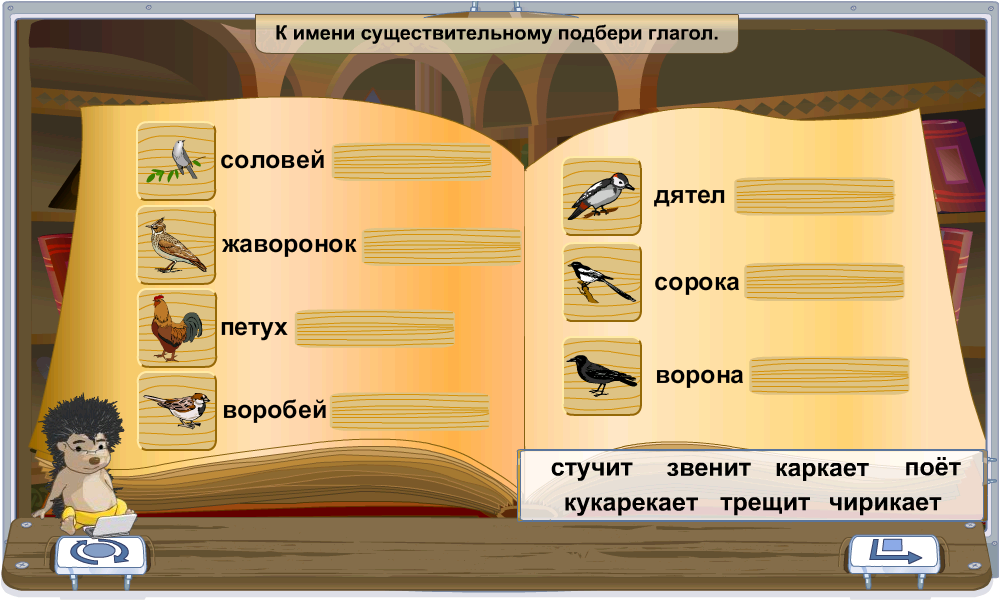 К имени существительному подбери глагол.
соловей
жаворонок
петух
воробей
дятел
сорока
ворона
стучит звенит каркает поёт
кукарекает трещит чирикает